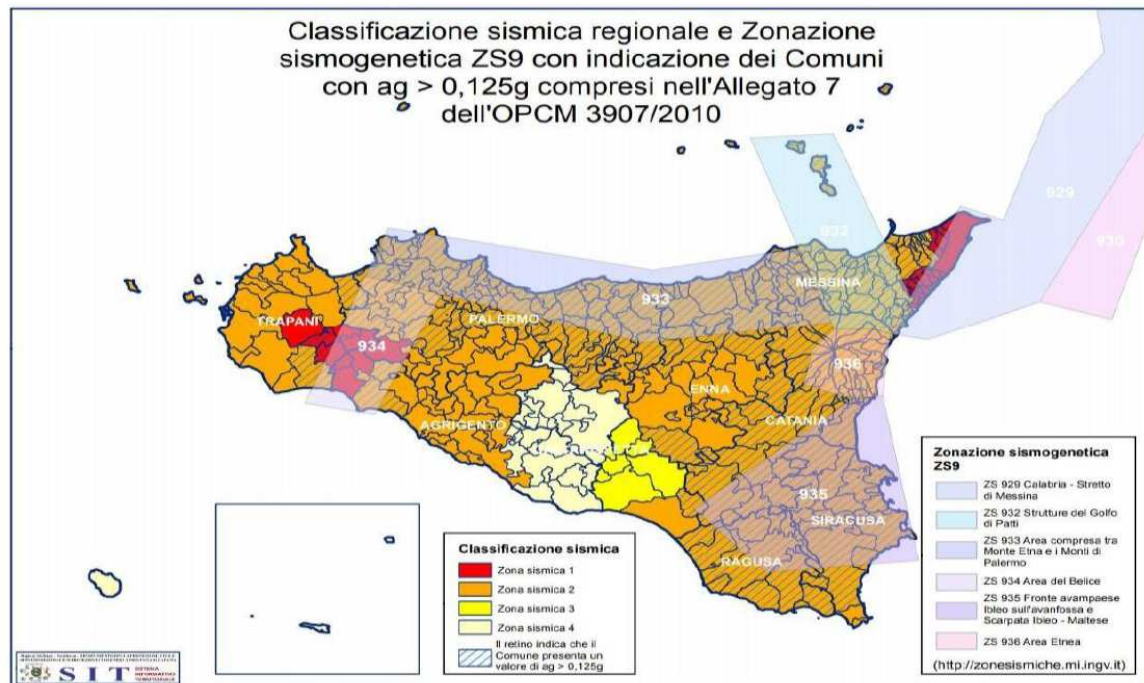 Classificazione sismica regionale e Zonazione
sismogenetica ZS9 con indicazione dei Comuni
con ag > 0,125g compresi nell'Allegato 7
dell'OPCM 3907/2010
929
930
932
933
MESSINA
PALERMO
TRAPANI
934
936
ENNA
CATANIA
AGRIGENTO
935
SIRACUSA
RAGUSA
Classificazione sismica
Zona sismica 1
Zona sismica 2
Zona sismica 3
Zona sismica 4
Il retino indica che il
Comune presenta un
valore di ag > 0,125g
Zonazione sismogenetica
ZS9
ZS 929 Calabria - Stretto
di Messina
ZS 932 Strutture del Golfo
di Patti
ZS 933 Area compresa tra
Monte Etna e i Monti di
Palermo
ZS 934 Area del Belice
ZS 935 Fronte avampaese
Ibleo sull'avanfossa e
Scarpata Ibleo - Maltese
ZS 936 Area Etnea
(http://zonesismiche.mi.ingv.it)
SIT
SISTEMA
INFORMATIVO
TERRITORIALE